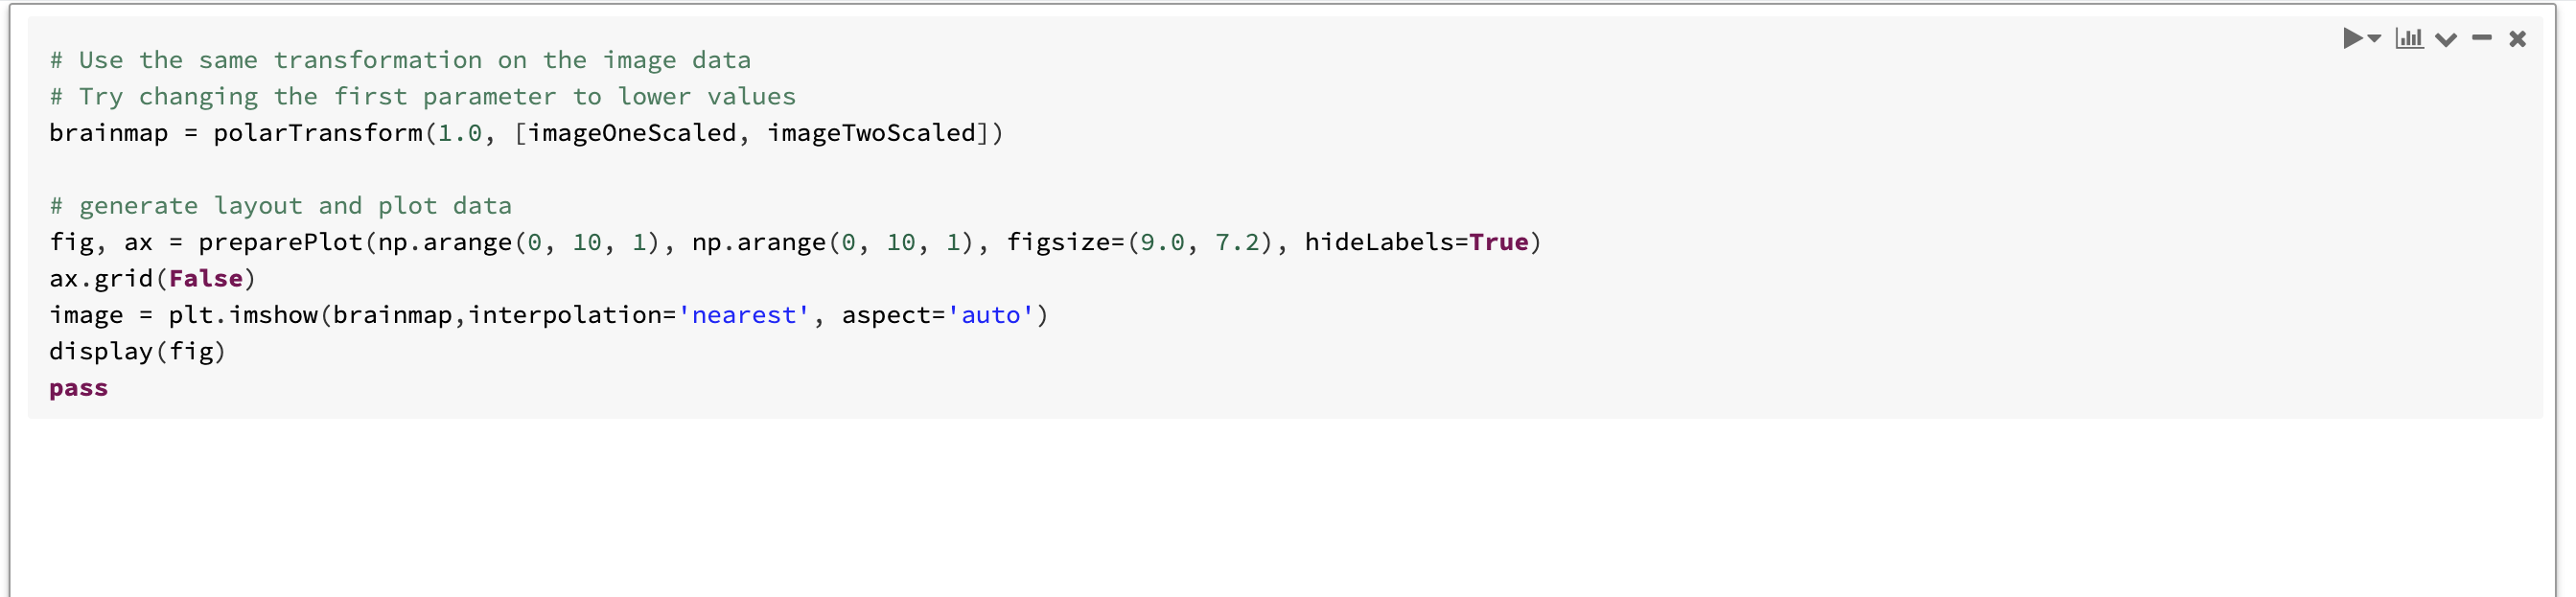 # Use the same transformation on the image data
# Try changing the first parameter to lower values
brainmap = polarTransform(1.0, [imageOneScaled, imageTwoScaled])
# generate layout and plot data
fig, ax = preparePlot(np.arange(0, 10, 1), np.arange(0, 10, 1), figsize=(9.0, 7.2), hideLabels=True)
ax.grid(False)
image = plt.imshow(brainmap,interpolation='nearest', aspect='auto')
display(fig)
pass